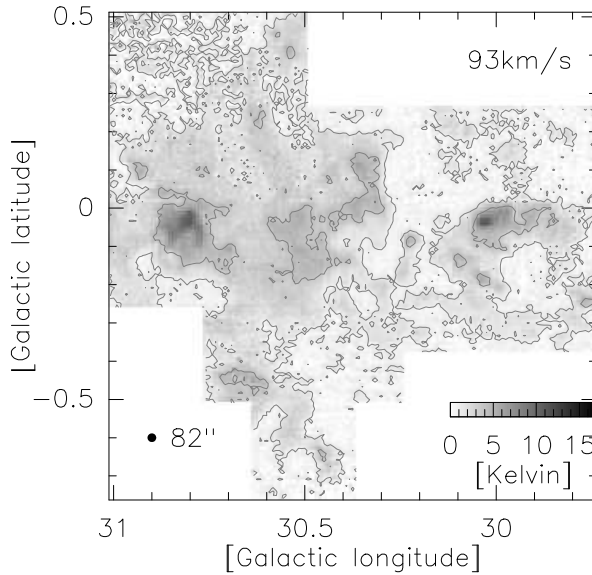 0.5
93km/s
0
[Galactic latitude]
−0.5
0 5 10 15
82"
[Kelvin]
31 30.5 30
[Galactic longitude]